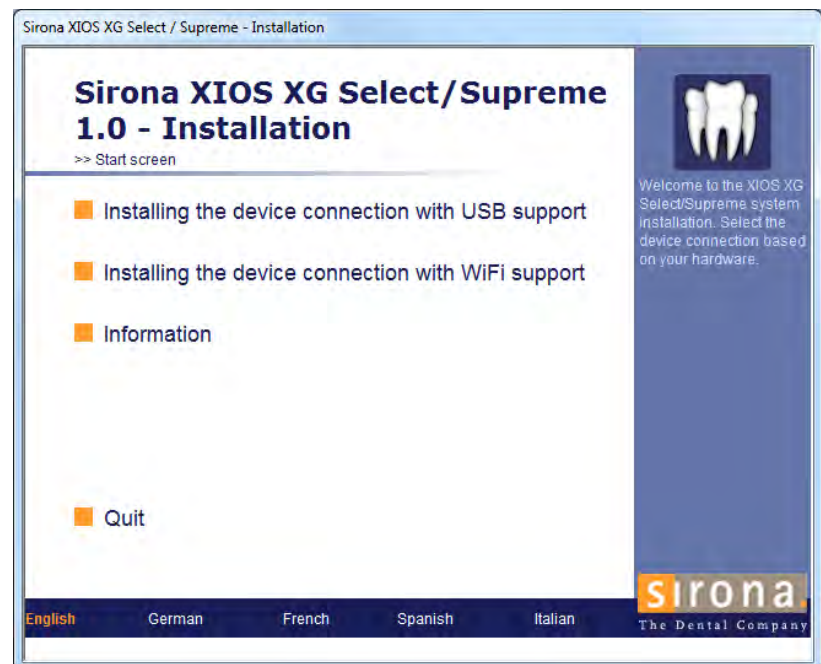 Sirona XIOS XG Select / Supreme - Installation
Sirona XIOS XG Select/Supreme
1.0 - Installation
>> Start screen
Installing the device connection with USB support
Installing the device connection with WiFi support
Information
Quit
Welcome to the XIOS XG
Select/Supreme system
installation. Select the
device connection based
on your hardware.
English German French Spanish Italian
sirona.
The Dental Company